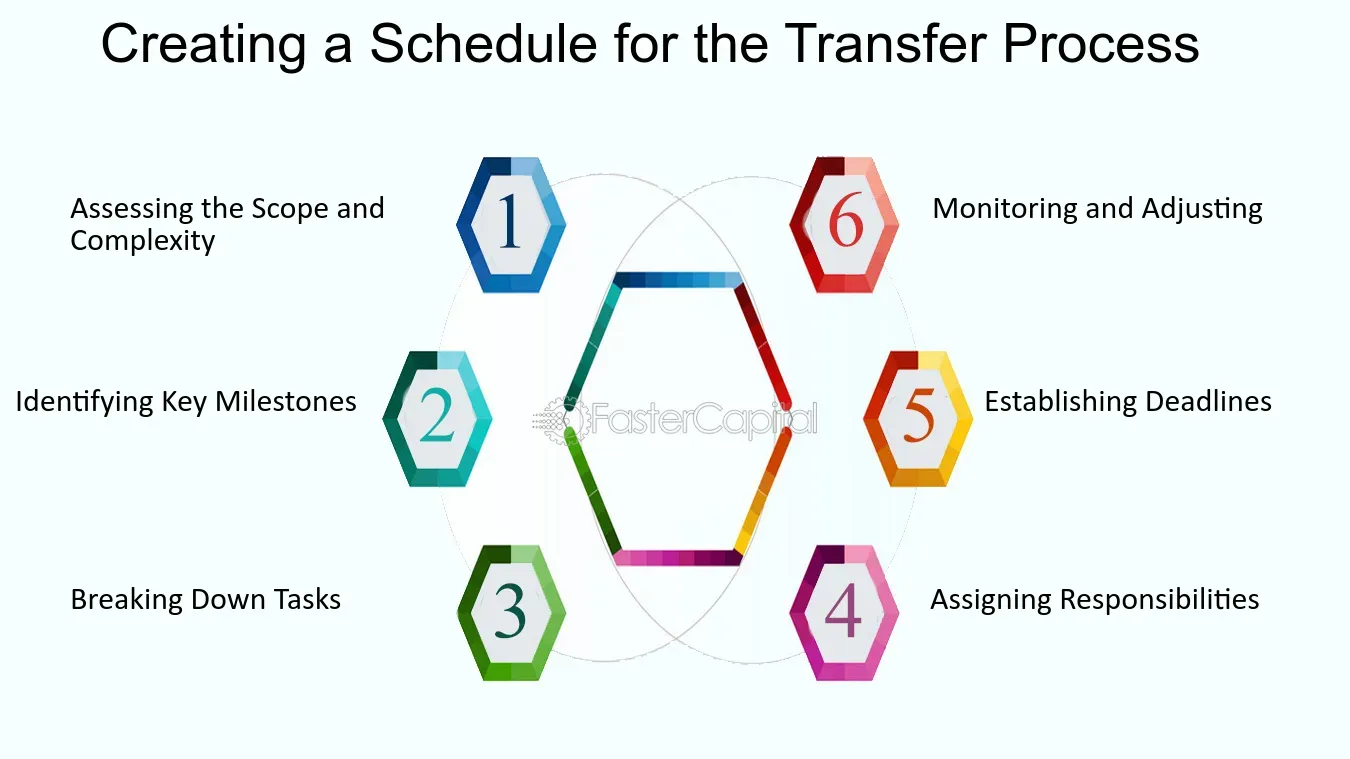 Creating a Schedule for the Transfer Process
1
Assessing the Scope and
Complexity
2
Identifying Key Milestones
3
Breaking Down Tasks
4
Assigning Responsibilities
5
Establishing Deadlines
6
Monitoring and Adjusting
FasterCapital